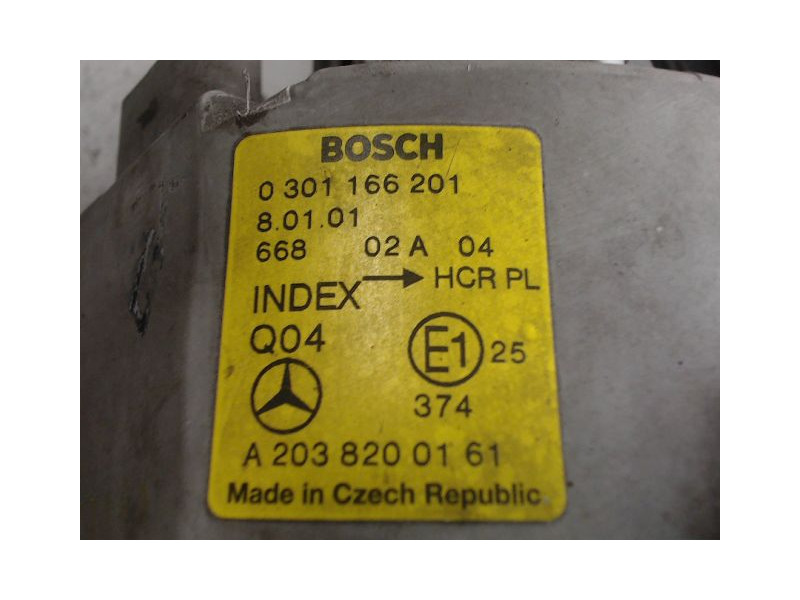 BOSCH
0 301 166 201
8.01.01
668 02 A 04
→ HCR PL
INDEX
Q04
E1 25
374
A 203 820 01 61
Made in Czech Republic